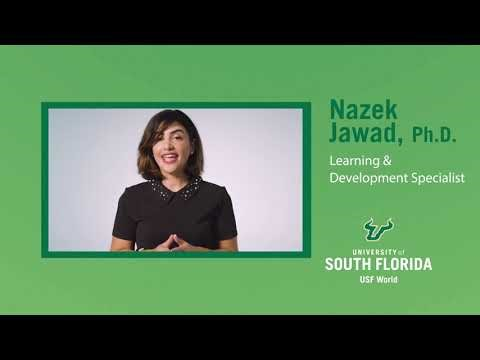 Nazek
Jawad, Ph.D.
Learning &
Development Specialist
UNIVERSITY of
SOUTH FLORIDA
USF World